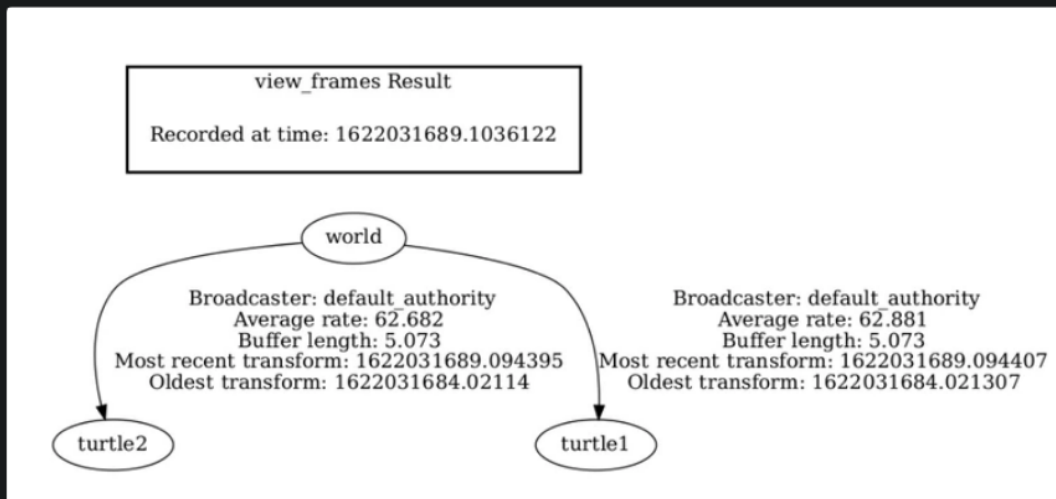 view_frames Result
Recorded at time: 1622031689.1036122
world
Broadcaster: default_authority
Average rate: 62.682
Buffer length: 5.073
Most recent transform: 1622031689.094395
Oldest transform: 1622031684.02114
Broadcaster: default_authority
Average rate: 62.881
Buffer length: 5.073
Most recent transform: 1622031689.094407
Oldest transform: 1622031684.021307
turtle2
turtle1